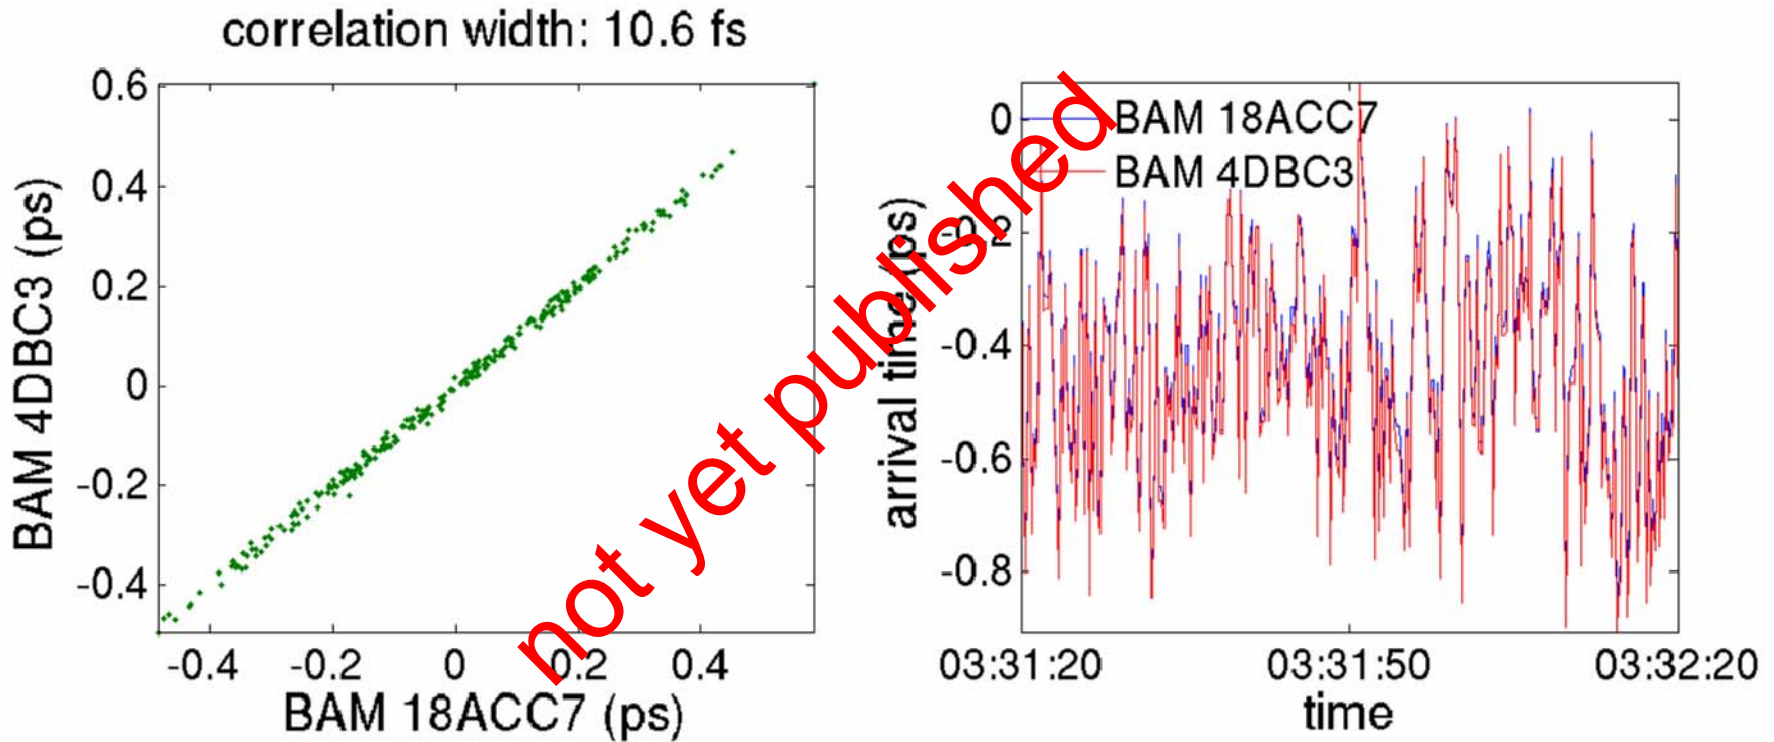 correlation width: 10.6 fs
0.6
0.4
0.2
0
-0.2
-0.4
BAM 4DBC3 (ps)
-0.4 -0.2 0 0.2 0.4
BAM 18ACC7 (ps)
not yet published
BAM 18ACC7
BAM 4DBC3
0
-0.2
-0.4
-0.6
-0.8
arrival time (ps)
03:31:20 03:31:50 03:32:20
time